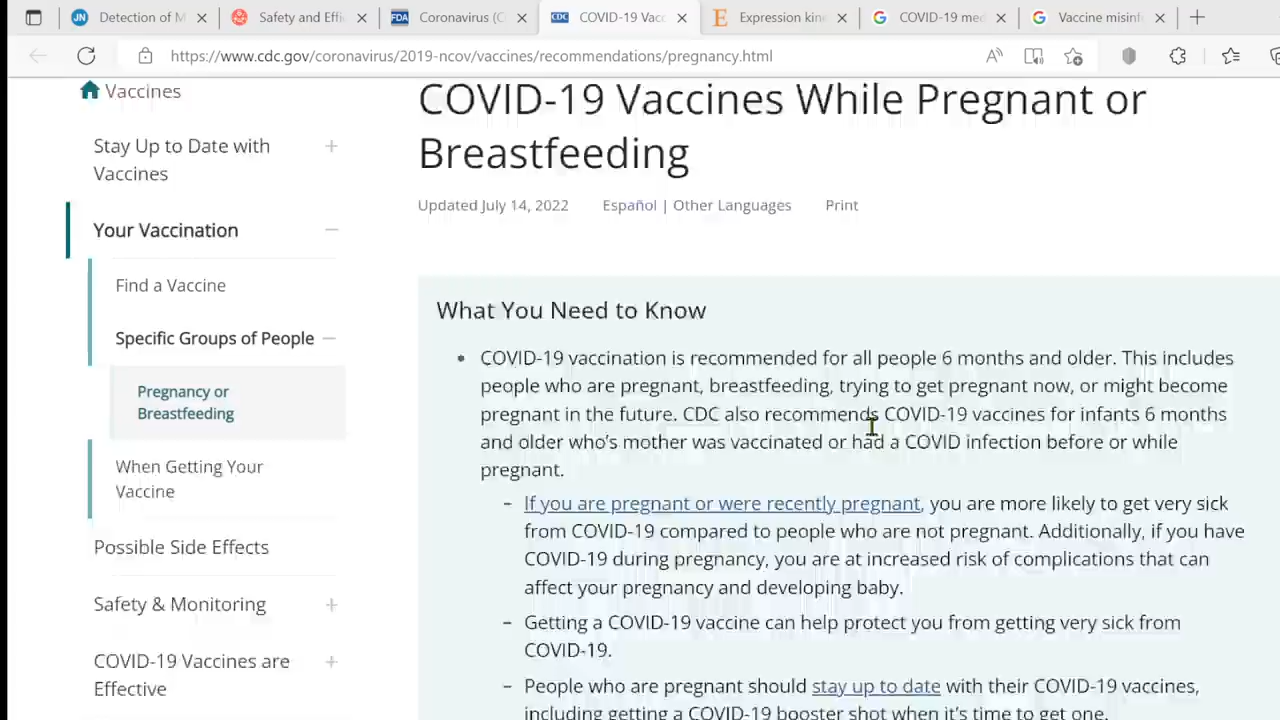 Detection of M
Safety and Effi
Coronavirus (C
COVID-19 Vacc
Expression kin
COVID-19 med
Vaccine misinf
https://www.cdc.gov/coronavirus/2019-ncov/vaccines/recommendations/pregnancy.html
Vaccines
Stay Up to Date with
Vaccines
Your Vaccination
Find a Vaccine
Specific Groups of People
Pregnancy or
Breastfeeding
When Getting Your
Vaccine
Possible Side Effects
Safety & Monitoring
COVID-19 Vaccines are
Effective
COVID-19 Vaccines While Pregnant or
Breastfeeding
Updated July 14, 2022 Español | Other Languages Print
What You Need to Know
• COVID-19 vaccination is recommended for all people 6 months and older. This includes
people who are pregnant, breastfeeding, trying to get pregnant now, or might become
pregnant in the future. CDC also recommends COVID-19 vaccines for infants 6 months
and older who's mother was vaccinated or had a COVID infection before or while
pregnant.
– If you are pregnant or were recently pregnant, you are more likely to get very sick
from COVID-19 compared to people who are not pregnant. Additionally, if you have
COVID-19 during pregnancy, you are at increased risk of complications that can
affect your pregnancy and developing baby.
– Getting a COVID-19 vaccine can help protect you from getting very sick from
COVID-19.
– People who are pregnant should stay up to date with their COVID-19 vaccines,
including getting a COVID-19 booster shot when it's time to get one.